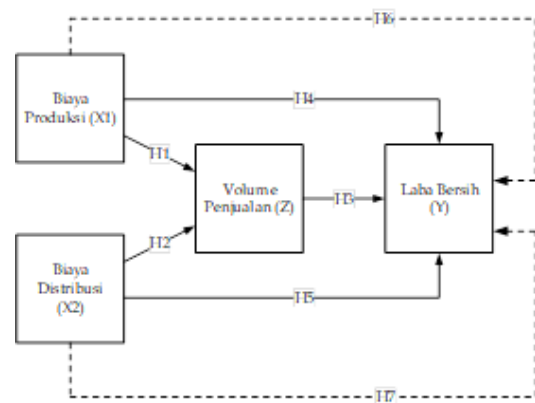 H6
Biaya
Produksi (X1)
H4
H1
Volume
Penjualan (Z)
H3
Laba Bersih
(Y)
H2
Biaya
Distribusi
(X2)
H5
H7